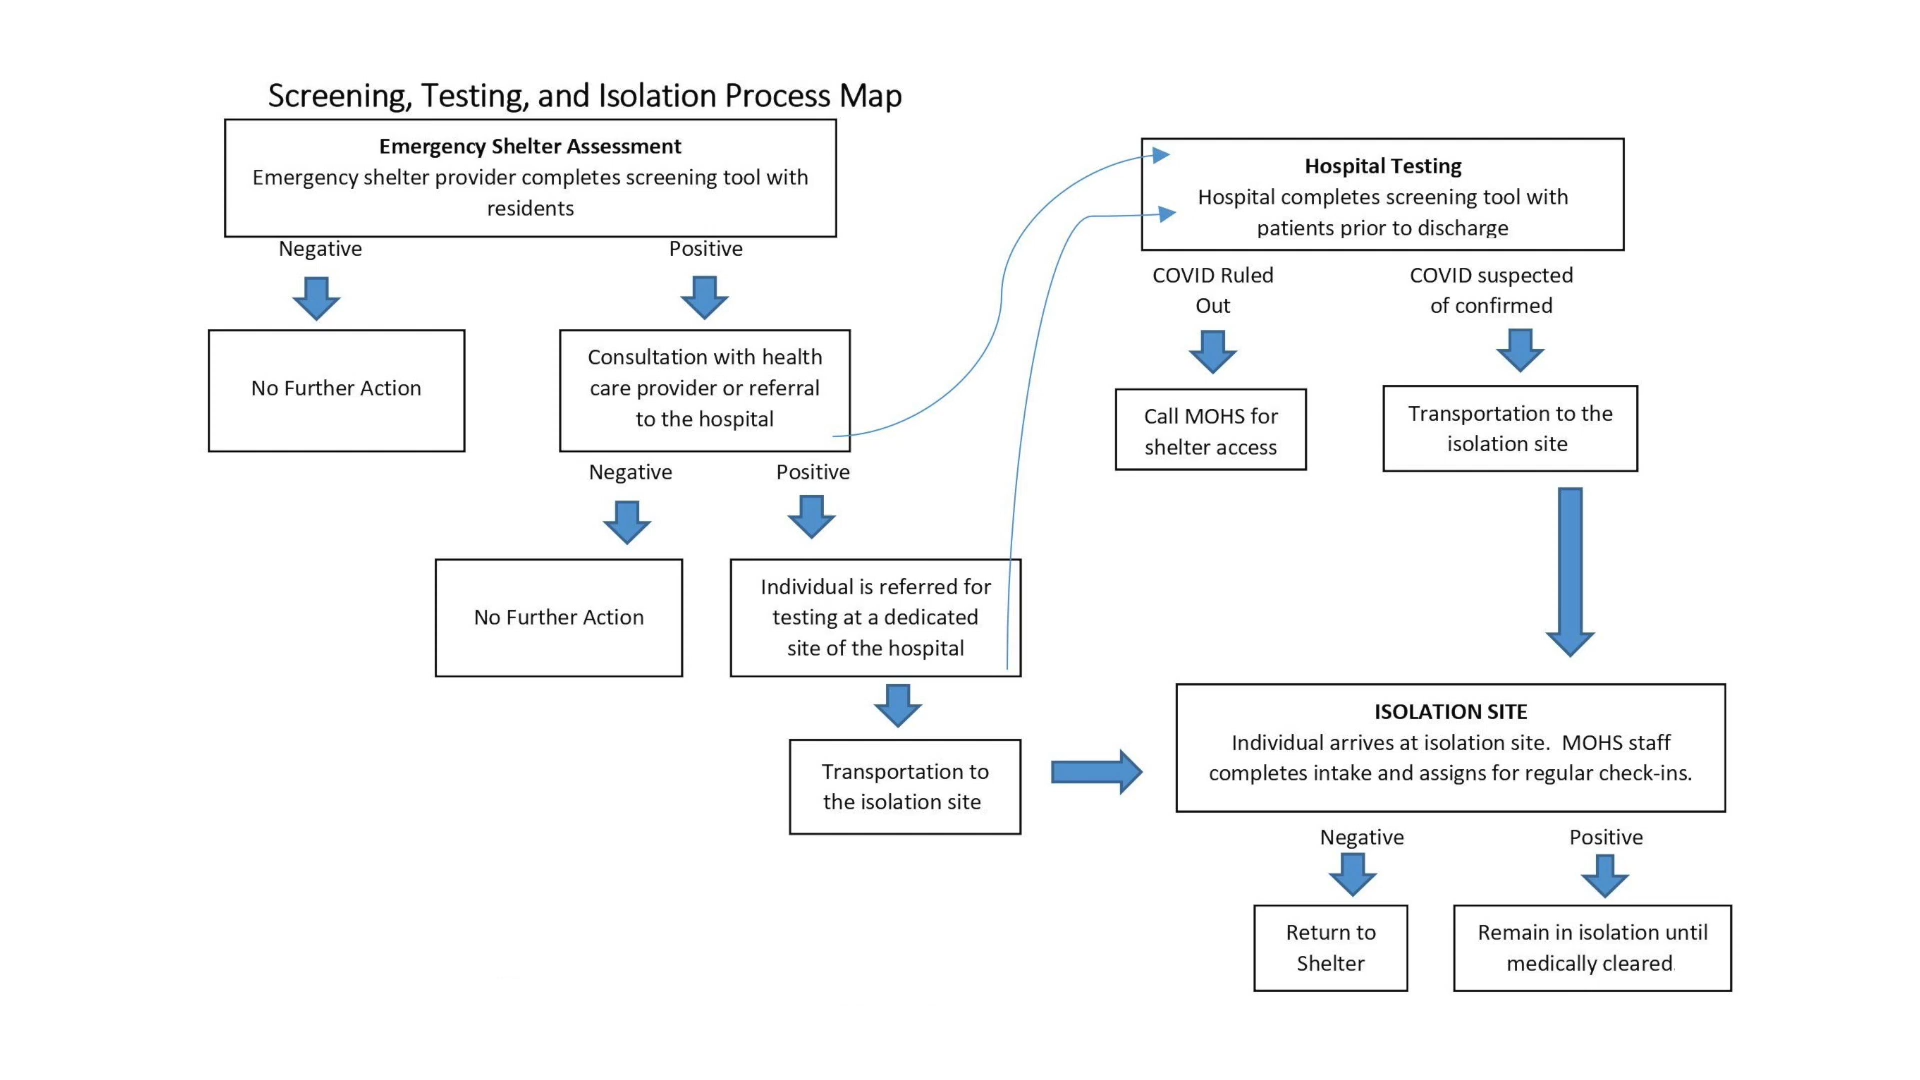 Screening, Testing, and Isolation Process Map
Emergency Shelter Assessment
Emergency shelter provider completes screening tool with
residents
Negative
Positive
No Further Action
Consultation with health
care provider or referral
to the hospital
Negative
Positive
No Further Action
Individual is referred for
testing at a dedicated
site of the hospital
Transportation to
the isolation site
Hospital Testing
Hospital completes screening tool with
patients prior to discharge
COVID Ruled
Out
COVID suspected
of confirmed
Call MOHS for
shelter access
Transportation to the
isolation site
ISOLATION SITE
Individual arrives at isolation site.  MOHS staff
completes intake and assigns for regular check-ins.
Negative
Positive
Return to
Shelter
Remain in isolation until
medically cleared.